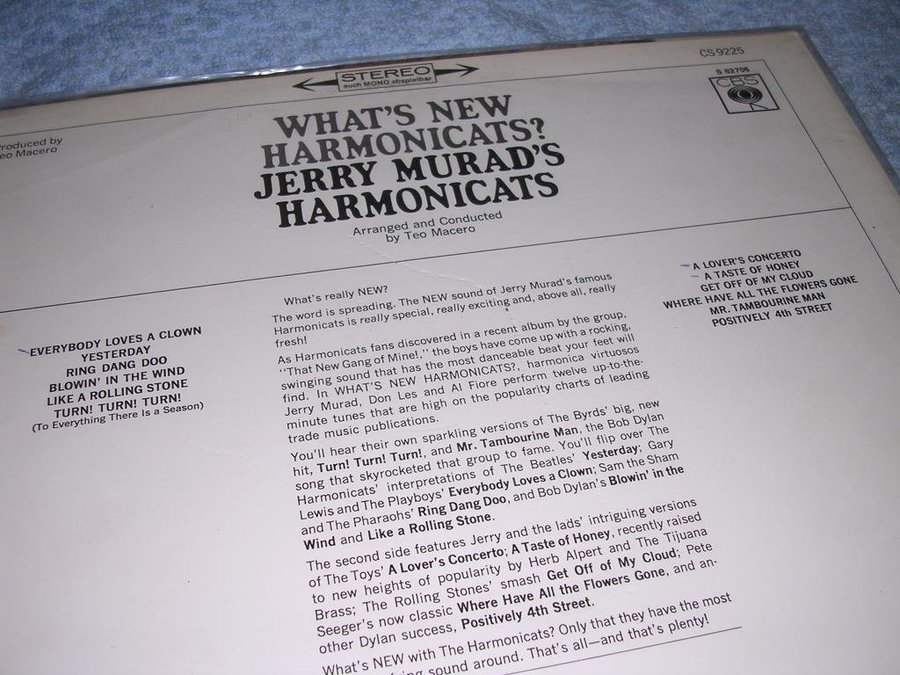 CS 9225
STEREO
auch MONO abspielbar
S 62706
CBS
Produced by
Teo Macero
WHAT'S NEW
HARMONICATS?
JERRY MURAD'S
HARMONICATS
Arranged and Conducted
by Teo Macero
EVERYBODY LOVES A CLOWN
YESTERDAY
RING DANG DOO
BLOWIN' IN THE WIND
LIKE A ROLLING STONE
TURN! TURN! TURN!
(To Everything There Is a Season)
What's really NEW?
The word is spreading. The NEW sound of Jerry Murad's famous
Harmonicats is really special, really exciting and, above all, really
fresh!
As Harmonicats fans discovered in a recent album by the group,
"That New Gang of Mine!," the boys have come up with a rocking,
swinging sound that has the most danceable beat your feet will
find. In WHAT'S NEW HARMONICATS?, harmonica virtuosos
Jerry Murad, Don Les and Al Fiore perform twelve up-to-the-
minute tunes that are high on the popularity charts of leading
trade music publications.
You'll hear their own sparkling versions of The Byrds' big, new
hit, Turn! Turn! Turn!, and Mr. Tambourine Man, the Bob Dylan
song that skyrocketed that group to fame. You'll flip over The
Harmonicats' interpretations of The Beatles' Yesterday; Gary
Lewis and The Playboys' Everybody Loves a Clown; Sam the Sham
and The Pharaohs' Ring Dang Doo, and Bob Dylan's Blowin' in the
Wind and Like a Rolling Stone.
The second side features Jerry and the lads' intriguing versions
of The Toys' A Lover's Concerto; A Taste of Honey, recently raised
to new heights of popularity by Herb Alpert and The Tijuana
Brass; The Rolling Stones' smash Get Off of My Cloud; Pete
Seeger's now classic Where Have All the Flowers Gone, and an-
other Dylan success, Positively 4th Street.
What's NEW with The Harmonicats? Only that they have the most
sound around. That's all—and that's plenty!
A LOVER'S CONCERTO
A TASTE OF HONEY
GET OFF OF MY CLOUD
WHERE HAVE ALL THE FLOWERS GONE
MR. TAMBOURINE MAN
POSITIVELY 4th STREET